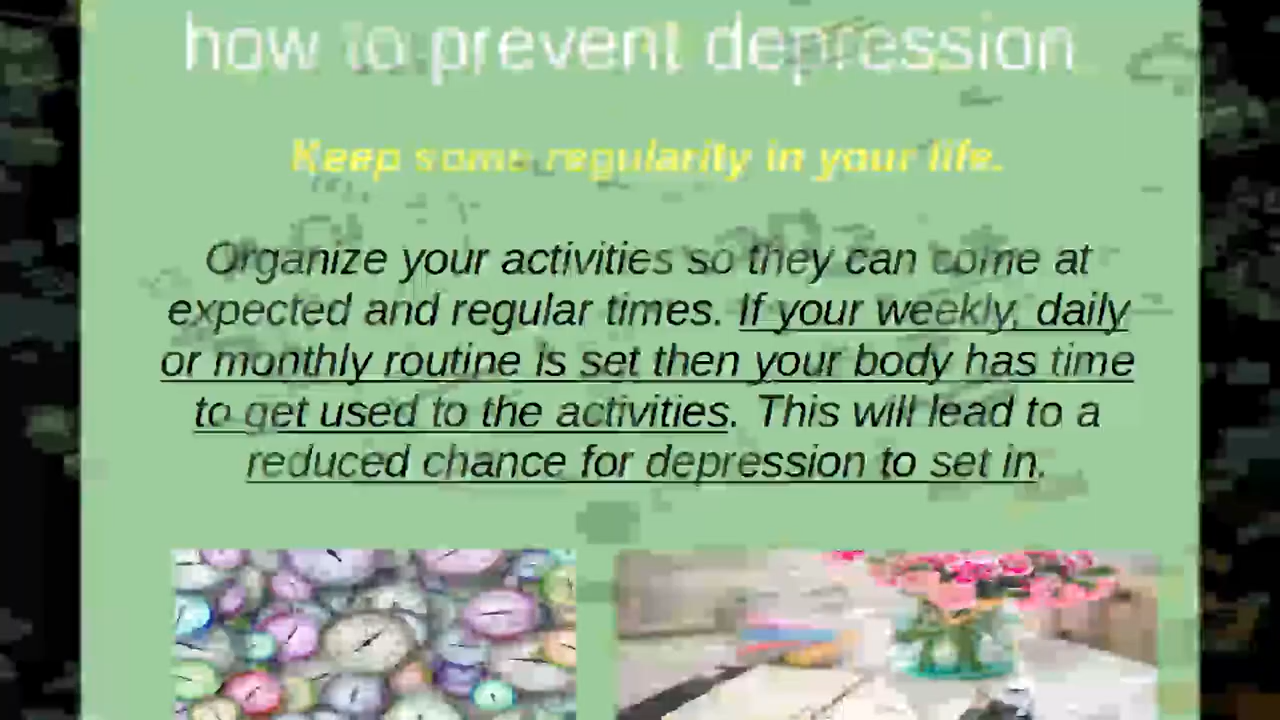 how to prevent depression
Keep some regularity in your life.
Organize your activities so they can come at
expected and regular times. If your weekly, daily
or monthly routine is set then your body has time
to get used to the activities. This will lead to a
reduced chance for depression to set in.